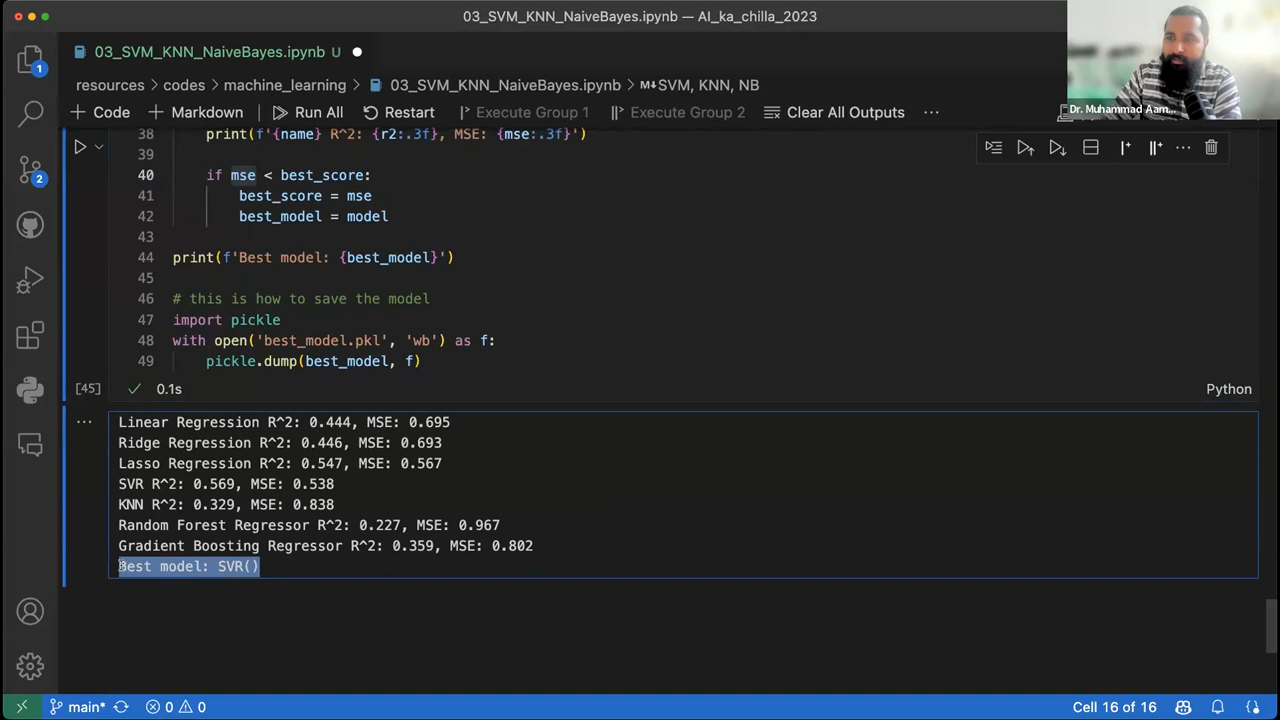 03_SVM_KNN_NaiveBayes.ipynb — AI_ka_chilla_2023
03_SVM_KNN_NaiveBayes.ipynb U
resources > codes > machine_learning > 03_SVM_KNN_NaiveBayes.ipynb > M↓SVM, KNN, NB
+ Code + Markdown Run All Restart Execute Group 1 Execute Group 2 Clear All Outputs ...
Dr. Muhammad Aam...
38 print(f'{name} R^2: {r2:.3f}, MSE: {mse:.3f}')
39
40 if mse < best_score:
41 best_score = mse
42 best_model = model
43
44 print(f'Best model: {best_model}')
45
46 # this is how to save the model
47 import pickle
48 with open('best_model.pkl', 'wb') as f:
49 pickle.dump(best_model, f)
[45] ✓ 0.1s Python
Linear Regression R^2: 0.444, MSE: 0.695
Ridge Regression R^2: 0.446, MSE: 0.693
Lasso Regression R^2: 0.547, MSE: 0.567
SVR R^2: 0.569, MSE: 0.538
KNN R^2: 0.329, MSE: 0.838
Random Forest Regressor R^2: 0.227, MSE: 0.967
Gradient Boosting Regressor R^2: 0.359, MSE: 0.802
Best model: SVR()
1
2
main* 0 0 Cell 16 of 16